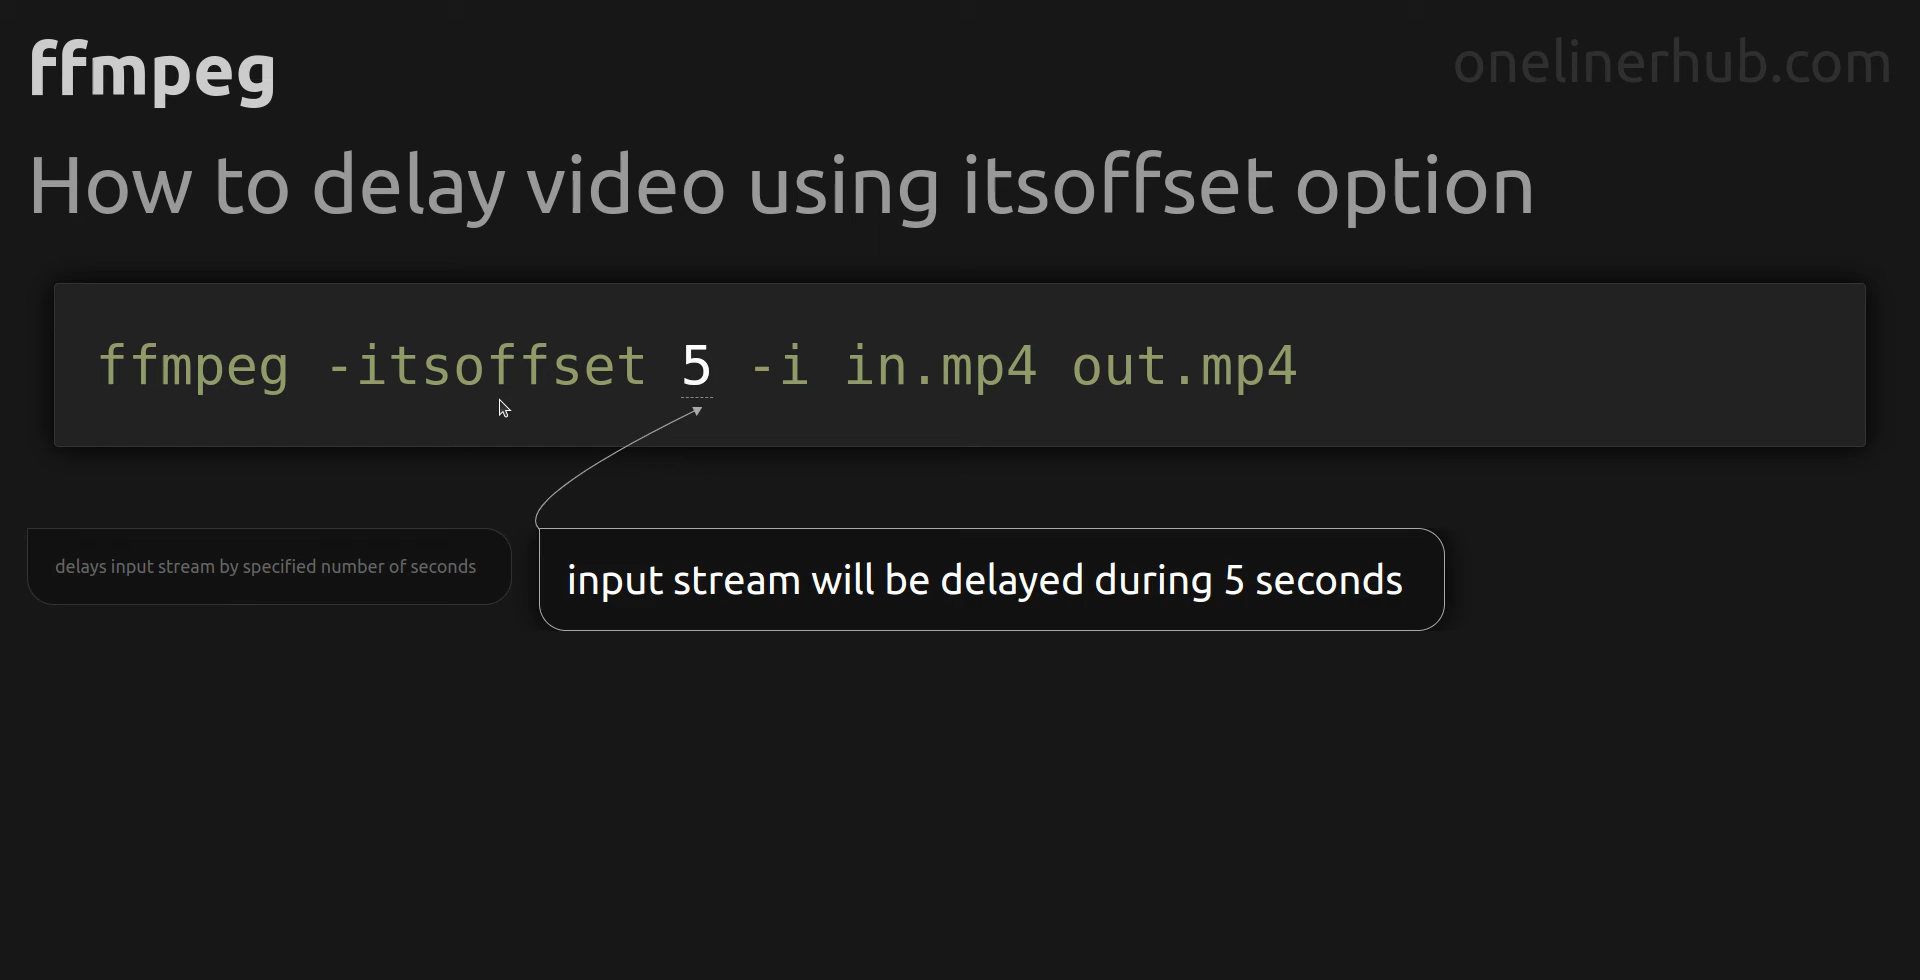 ffmpeg
onelinerhub.com
How to delay video using itsoffset option
ffmpeg -itsoffset 5 -i in.mp4 out.mp4
delays input stream by specified number of seconds
input stream will be delayed during 5 seconds